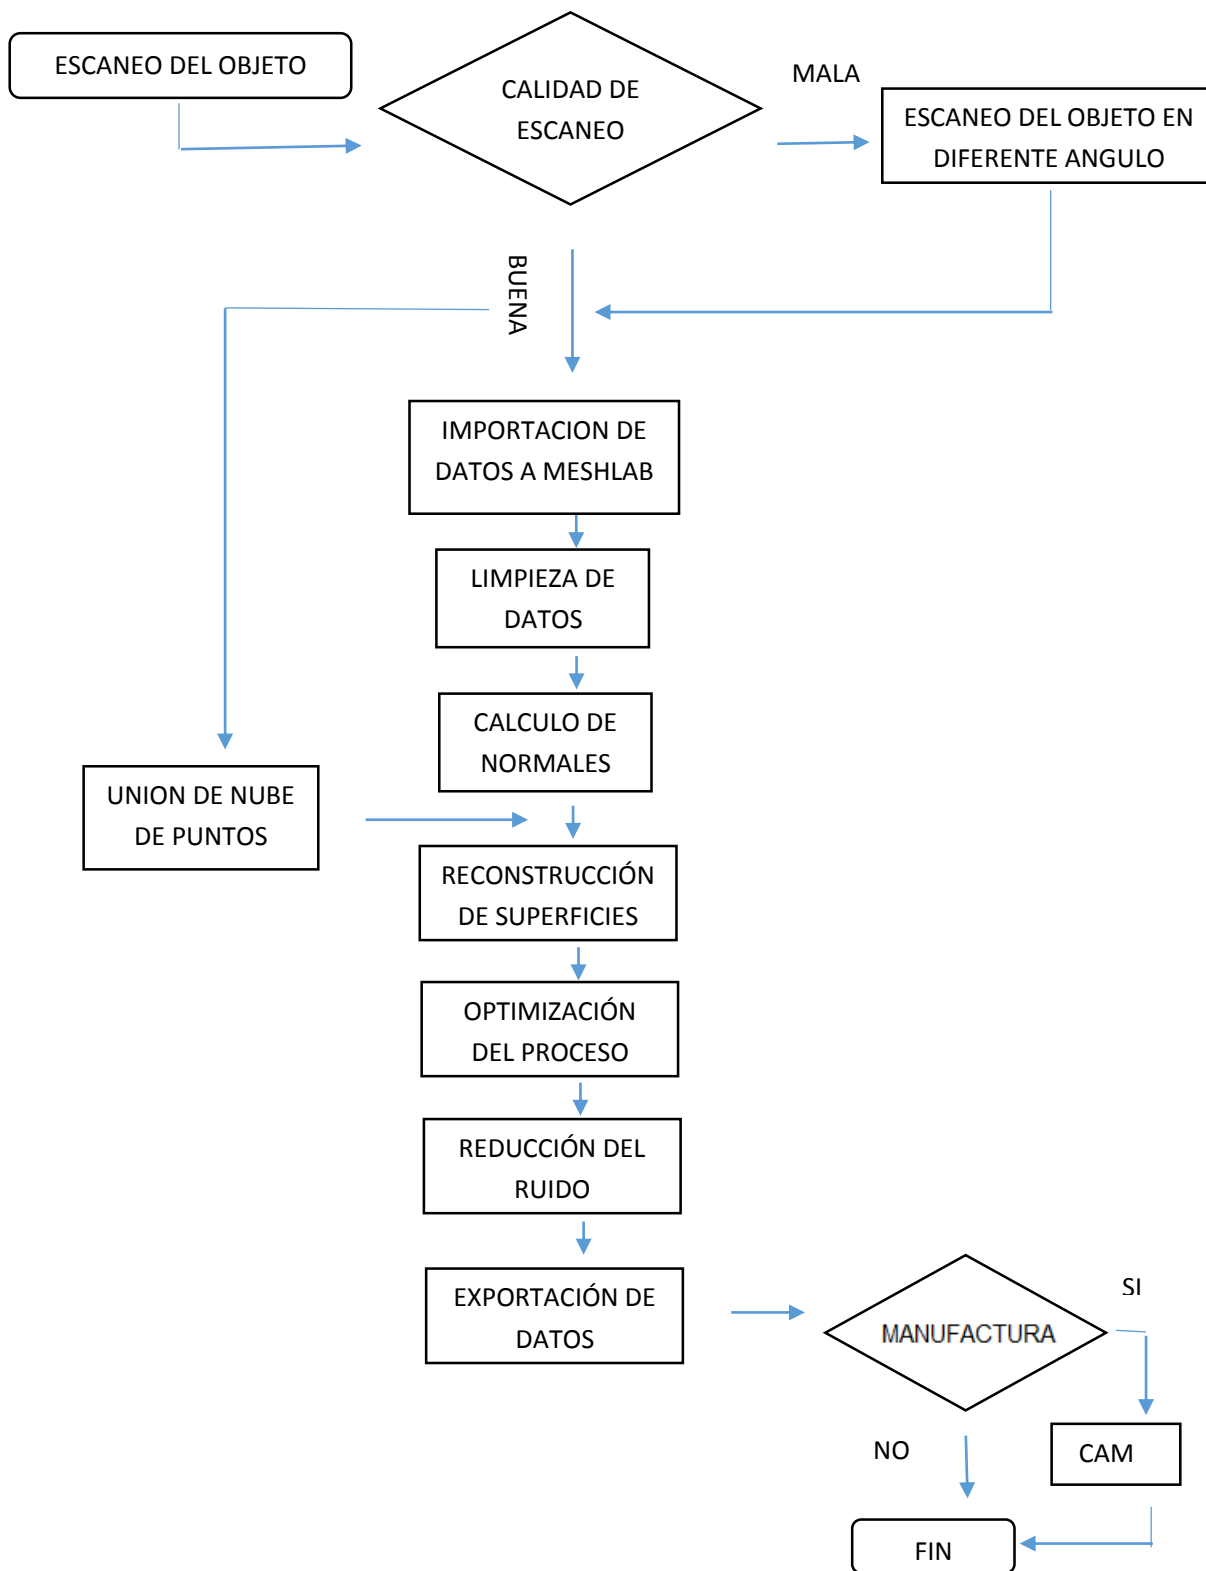 ESCANEO DEL OBJETO
CALIDAD DE
ESCANEO
MALA
ESCANEO DEL OBJETO EN
DIFERENTE ANGULO
BUENA
IMPORTACION DE
DATOS A MESHLAB
LIMPIEZA DE
DATOS
CALCULO DE
NORMALES
UNION DE NUBE
DE PUNTOS
RECONSTRUCCIÓN
DE SUPERFICIES
OPTIMIZACIÓN
DEL PROCESO
REDUCCIÓN DEL
RUIDO
EXPORTACIÓN DE
DATOS
MANUFACTURA
SI
NO
CAM
FIN